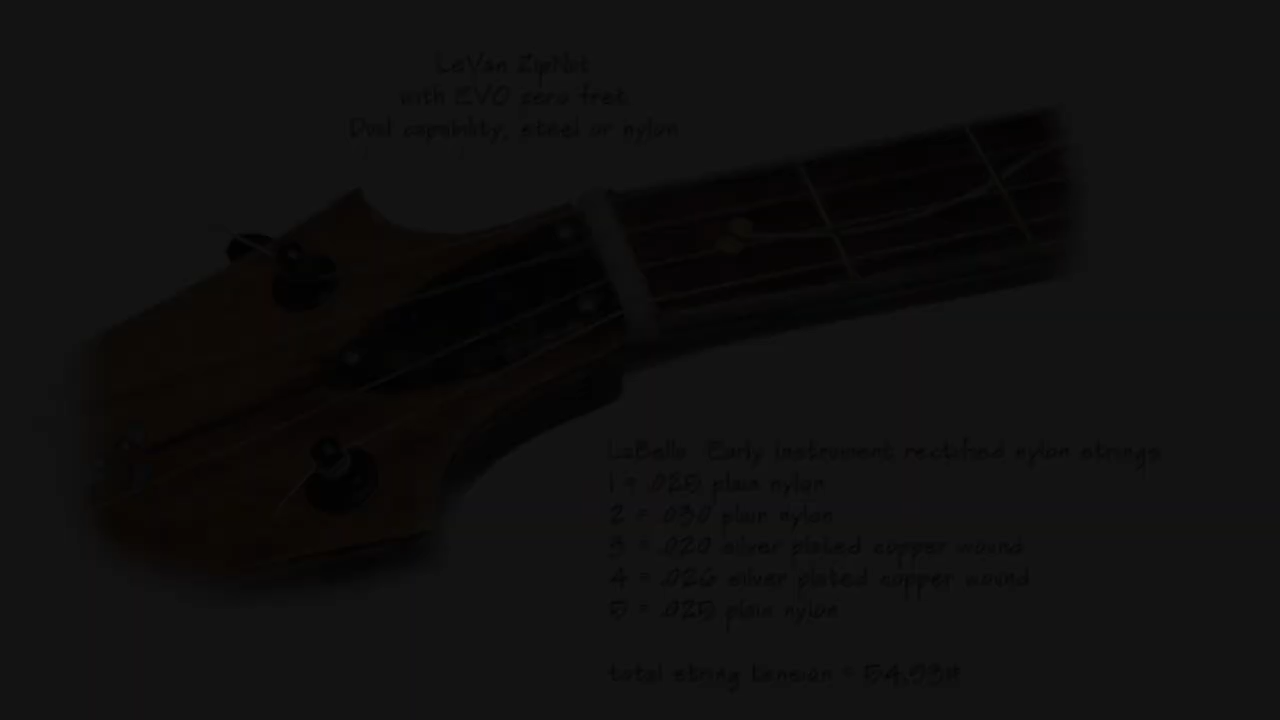 LeVan ZipNut
with EVO zero fret
Dual capability, steel or nylon
LaBella Early instrument rectified nylon strings
1 = .025 plain nylon
2 = .030 plain nylon
3 = .020 silver plated copper wound
4 = .026 silver plated copper wound
5 = .025 plain nylon
total string tension =